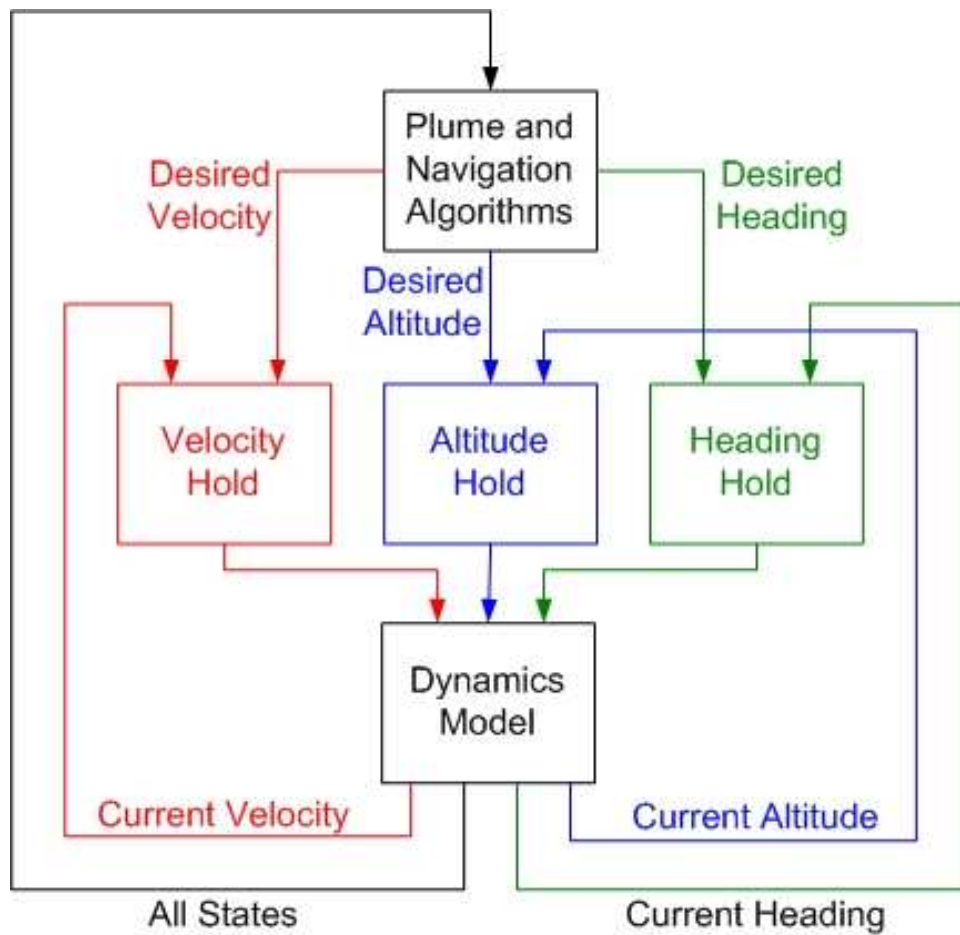 Plume and
Navigation
Algorithms
Desired
Velocity
Desired
Heading
Desired
Altitude
Velocity
Hold
Altitude
Hold
Heading
Hold
Dynamics
Model
Current Velocity
Current Altitude
All States
Current Heading